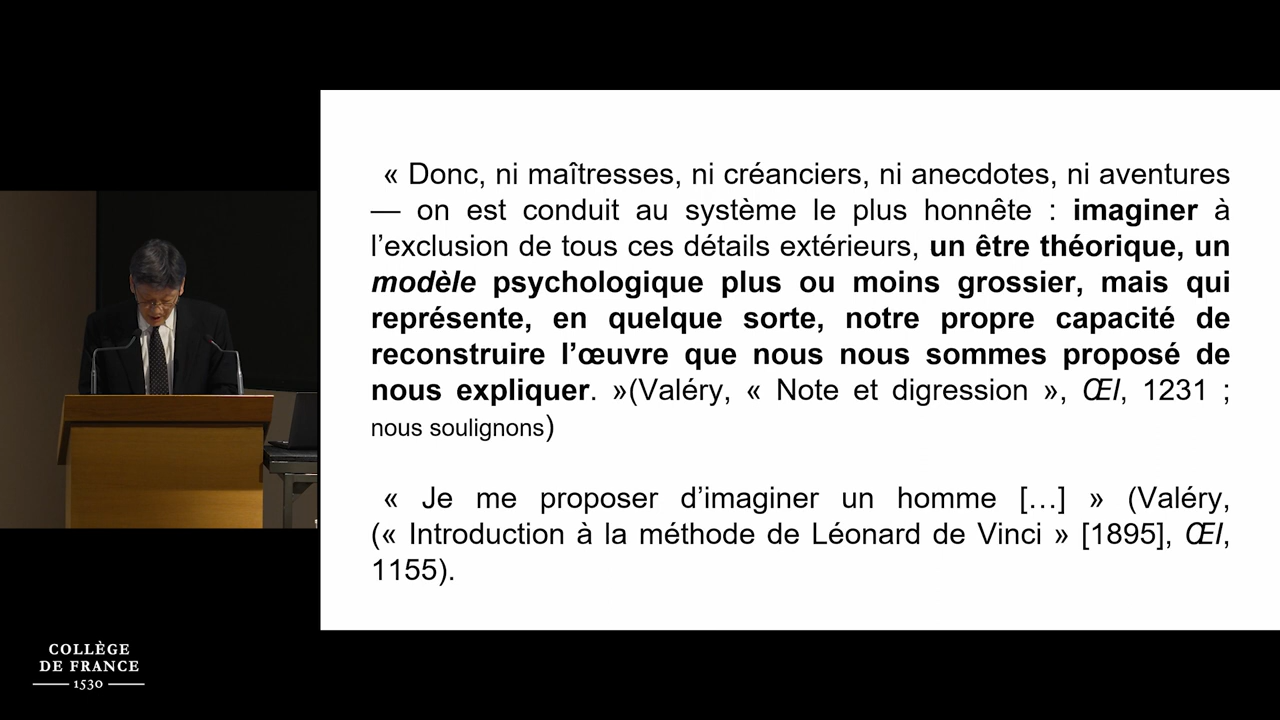 « Donc, ni maîtresses, ni créanciers, ni anecdotes, ni aventures
— on est conduit au système le plus honnête : imaginer à
l’exclusion de tous ces détails extérieurs, un être théorique, un
modèle psychologique plus ou moins grossier, mais qui
représente, en quelque sorte, notre propre capacité de
reconstruire l’œuvre que nous nous sommes proposé de
nous expliquer. »(Valéry, « Note et digression », ŒI, 1231 ;
nous soulignons)
« Je me proposer d’imaginer un homme […] » (Valéry,
(« Introduction à la méthode de Léonard de Vinci » [1895], ŒI,
1155).
COLLÈGE
DE FRANCE
1530